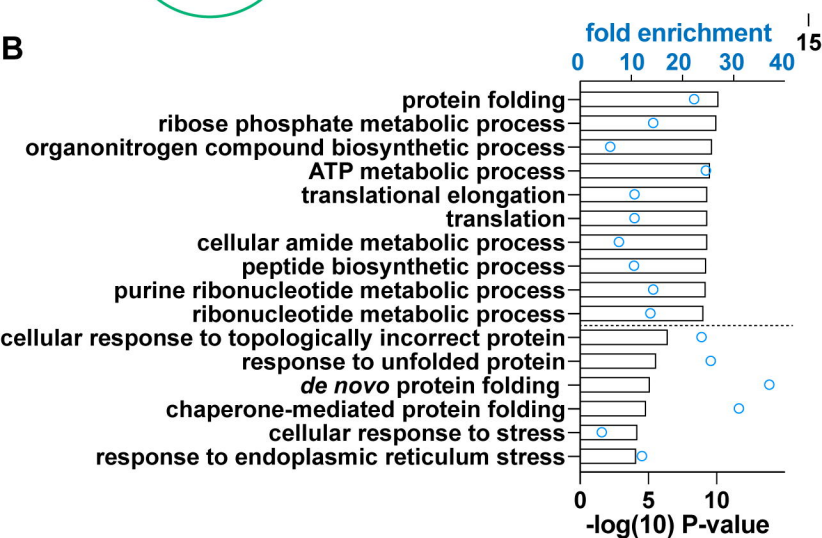 B
fold enrichment
15
0 10 20 30 40
protein folding
ribose phosphate metabolic process
organonitrogen compound biosynthetic process
ATP metabolic process
translational elongation
translation
cellular amide metabolic process
peptide biosynthetic process
purine ribonucleotide metabolic process
ribonucleotide metabolic process
cellular response to topologically incorrect protein
response to unfolded protein
de novo protein folding
chaperone-mediated protein folding
cellular response to stress
response to endoplasmic reticulum stress
0 5 10
-log(10) P-value